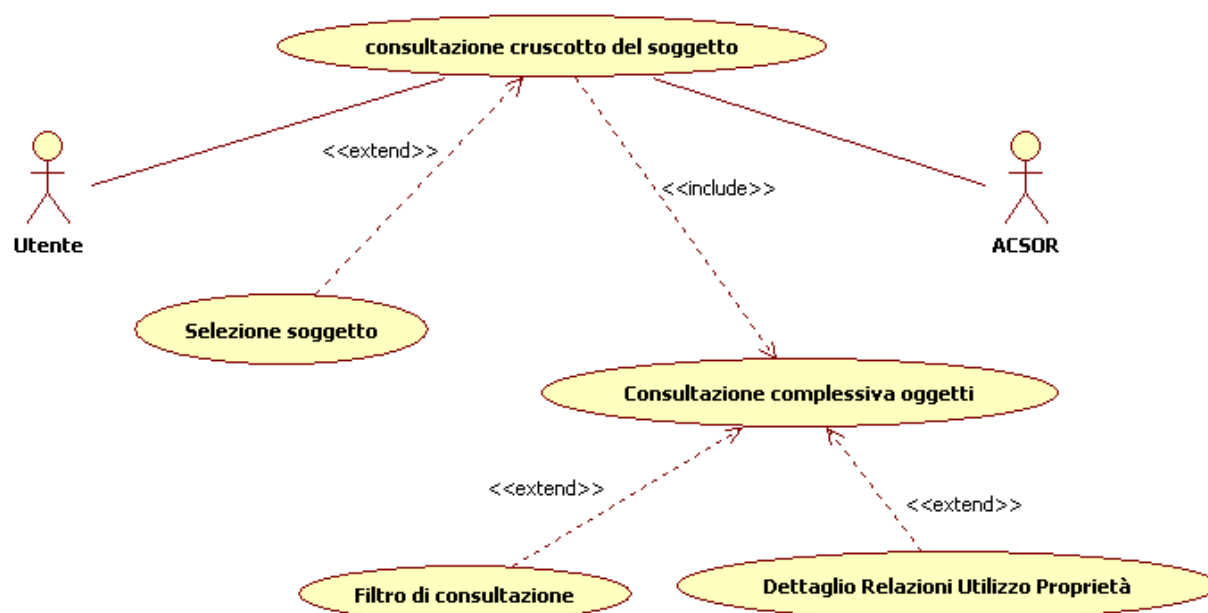 consultazione cruscotto del soggetto
<<extend>>
<<include>>
Utente
ACSOR
Selezione soggetto
Consultazione complessiva oggetti
<<extend>>
<<extend>>
Filtro di consultazione
Dettaglio Relazioni Utilizzo Proprietà